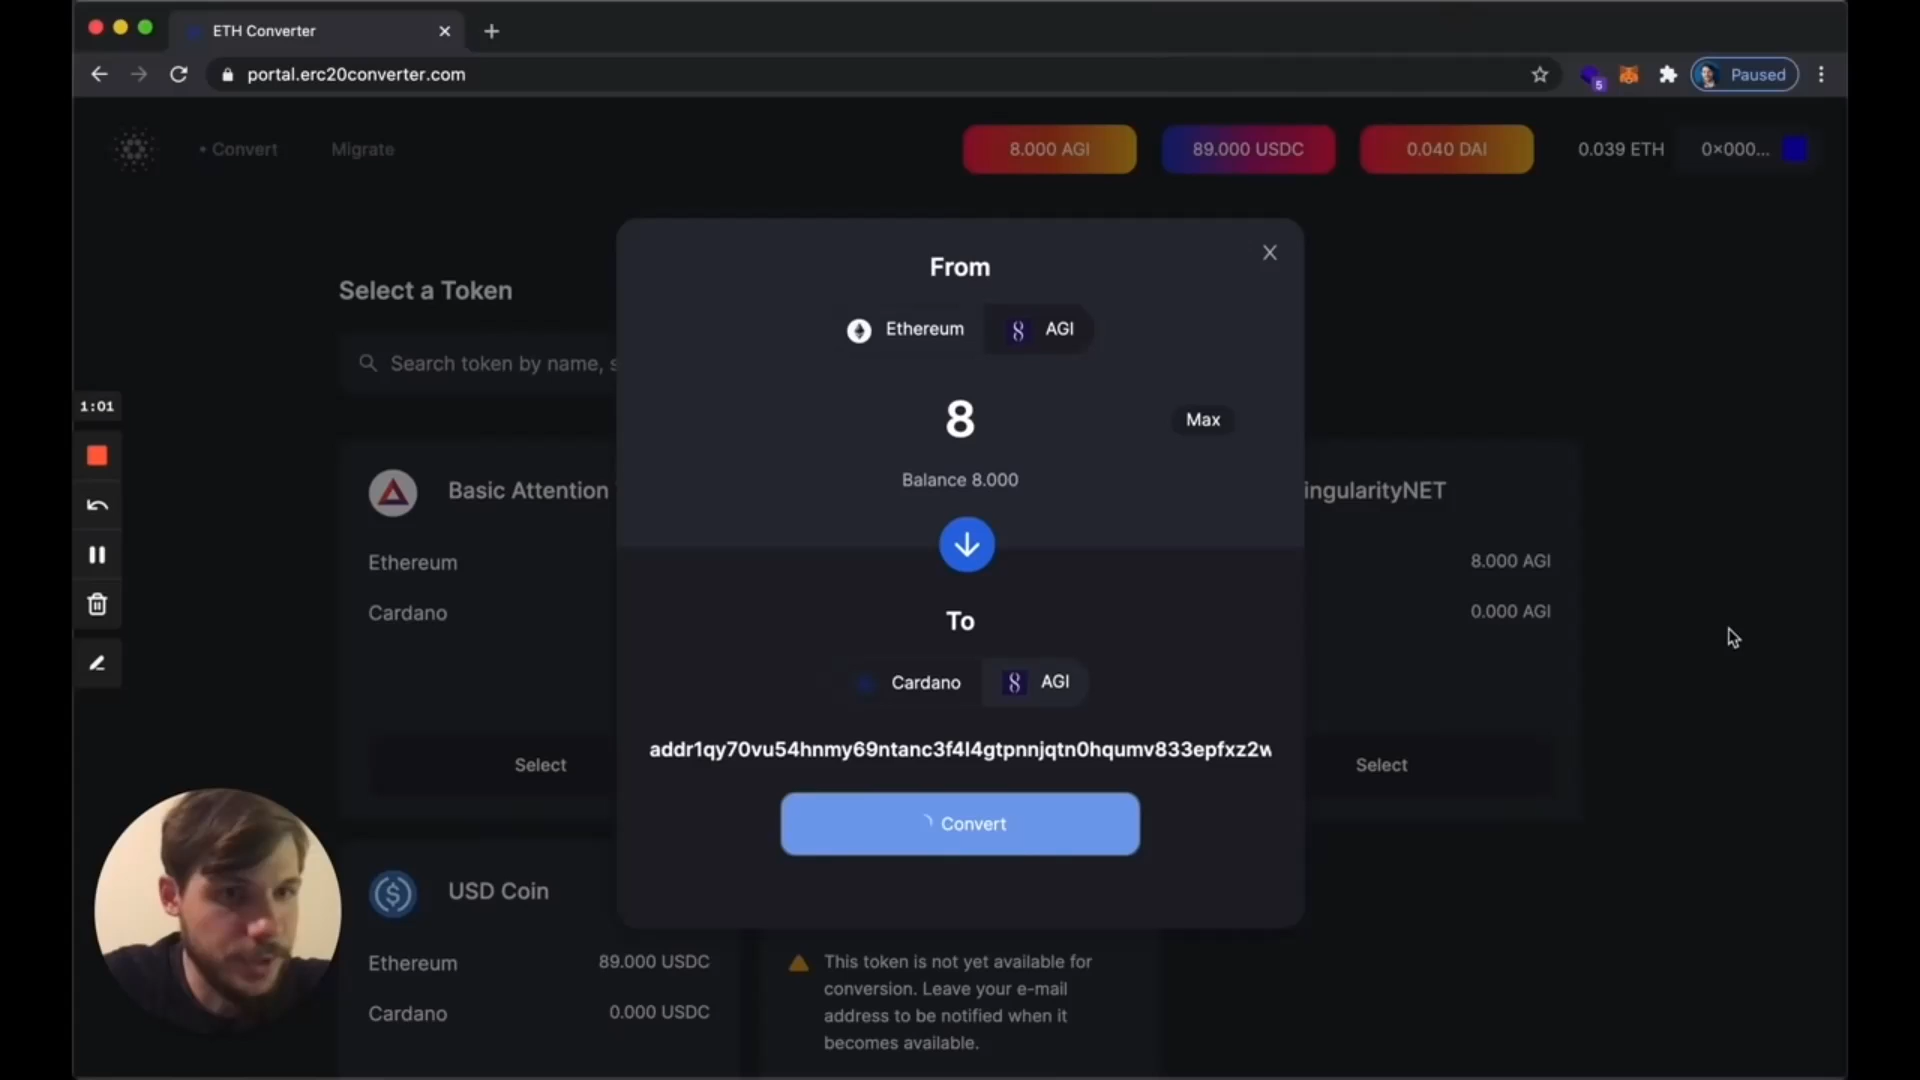 ETH Converter
portal.erc20converter.com
5
Paused
• Convert
Migrate
8.000 AGI
89.000 USDC
0.040 DAI
0.039 ETH
0×000...
Select a Token
Search token by name, s
From
Ethereum
AGI
8
Max
Balance 8.000
To
Cardano
AGI
addr1qy70vu54hnmy69ntanc3f4l4gtpnnjqtn0hqumv833epfxz2w
Convert
1:01
Basic Attention
Ethereum
Cardano
Select
ingularityNET
8.000 AGI
0.000 AGI
Select
USD Coin
Ethereum
89.000 USDC
Cardano
0.000 USDC
This token is not yet available for
conversion. Leave your e-mail
address to be notified when it
becomes available.